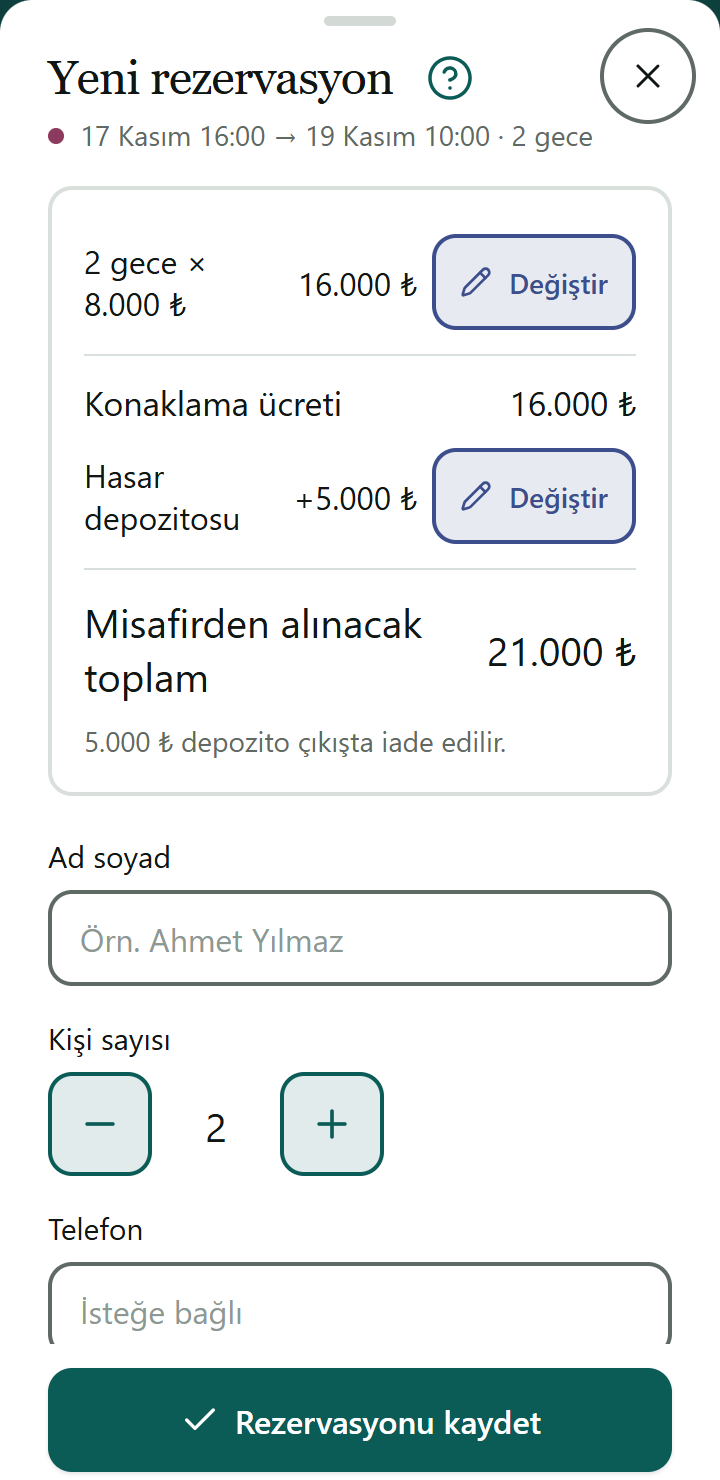 Yeni rezervasyon
17 Kasım 16:00 → 19 Kasım 10:00 · 2 gece
2 gece ×
8.000 ₺
16.000 ₺
Değiştir
Konaklama ücreti
16.000 ₺
Hasar
depozitosu
+5.000 ₺
Değiştir
Misafirden alınacak
toplam
21.000 ₺
5.000 ₺ depozito çıkışta iade edilir.
Ad soyad
Örn. Ahmet Yılmaz
Kişi sayısı
2
Telefon
İsteğe bağlı
Rezervasyonu kaydet